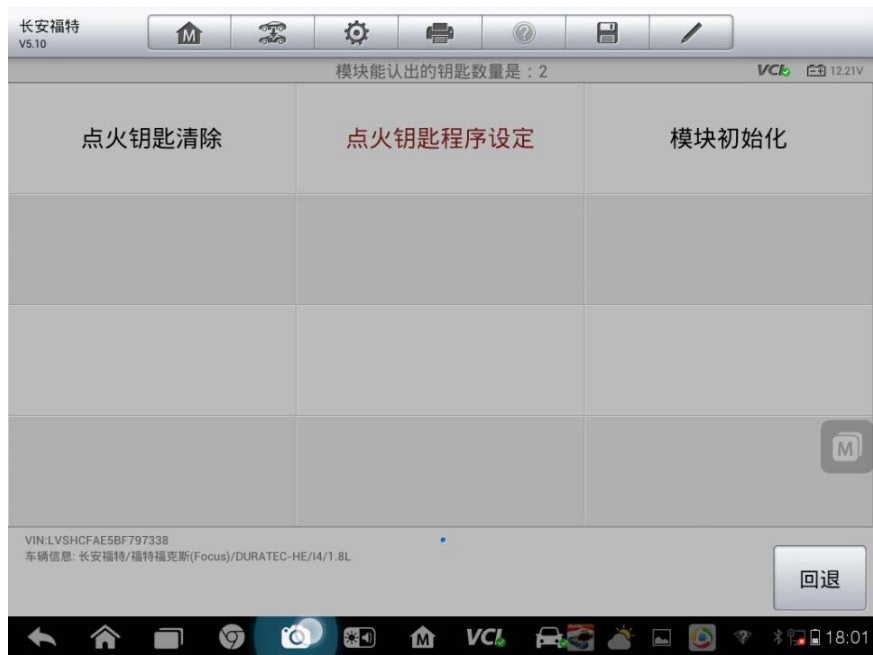 长安福特
V5.10
M
模块能认出的钥匙数量是：2
VCI
12.21V
点火钥匙清除
点火钥匙程序设定
模块初始化
M
VIN:LVSHCFAE5BF797338
车辆信息: 长安福特/福特福克斯(Focus)/DURATEC-HE/I4/1.8L
回退
M
VCI
18:01